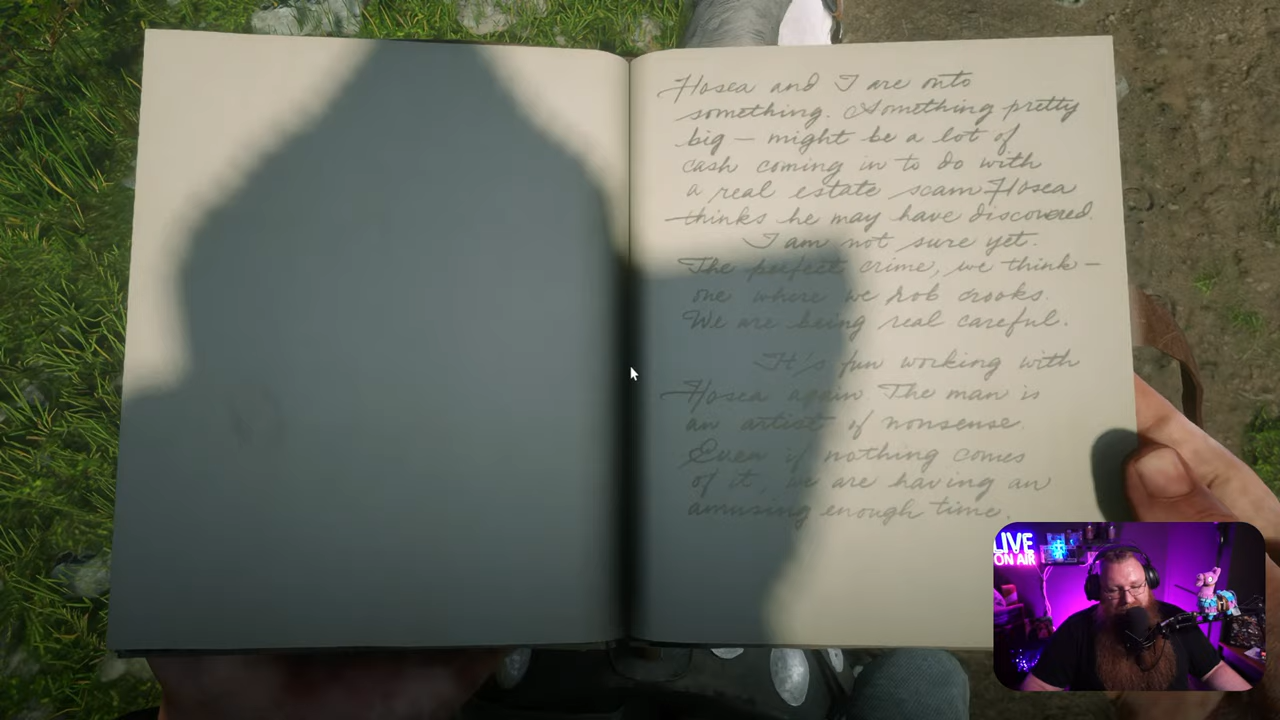 Hosea and I are onto
something. Something pretty
big — might be a lot of
cash coming in to do with
a real estate scam Hosea
thinks he may have discovered.
I am not sure yet.
The perfect crime, we think —
one where we rob crooks.
We are being real careful.
It's fun working with
Hosea again. The man is
an artist of nonsense.
Even if nothing comes
of it, we are having an
amusing enough time.
LIVE
ON AIR